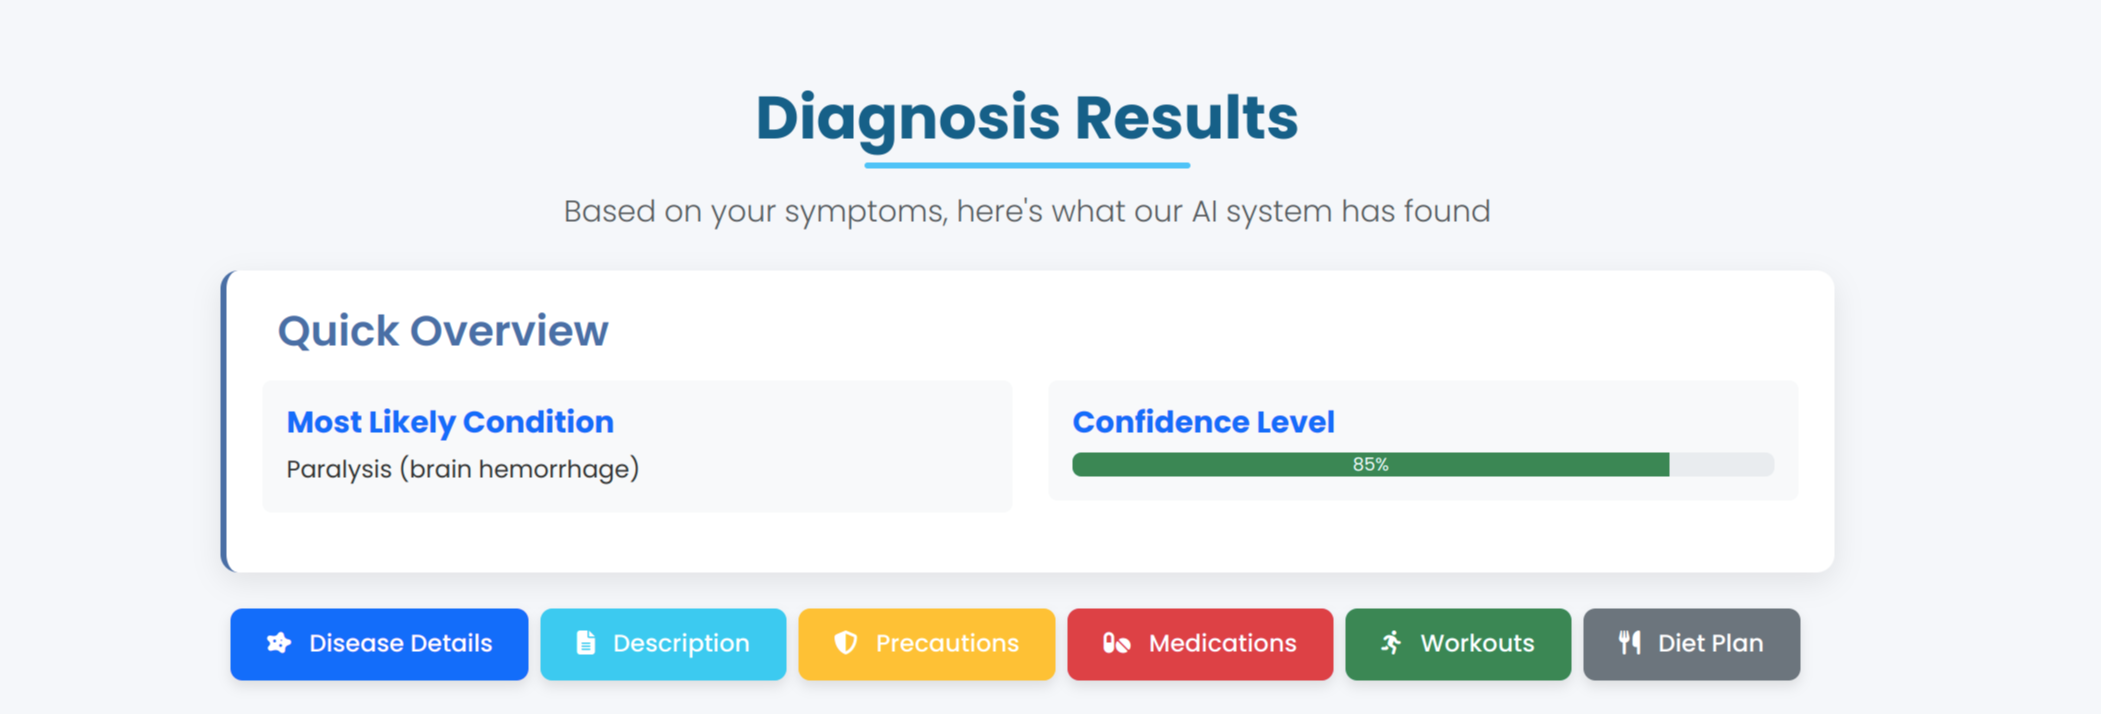 Diagnosis Results
Based on your symptoms, here's what our AI system has found
Quick Overview
Most Likely Condition
Paralysis (brain hemorrhage)
Confidence Level
85%
Disease Details
Description
Precautions
Medications
Workouts
Diet Plan